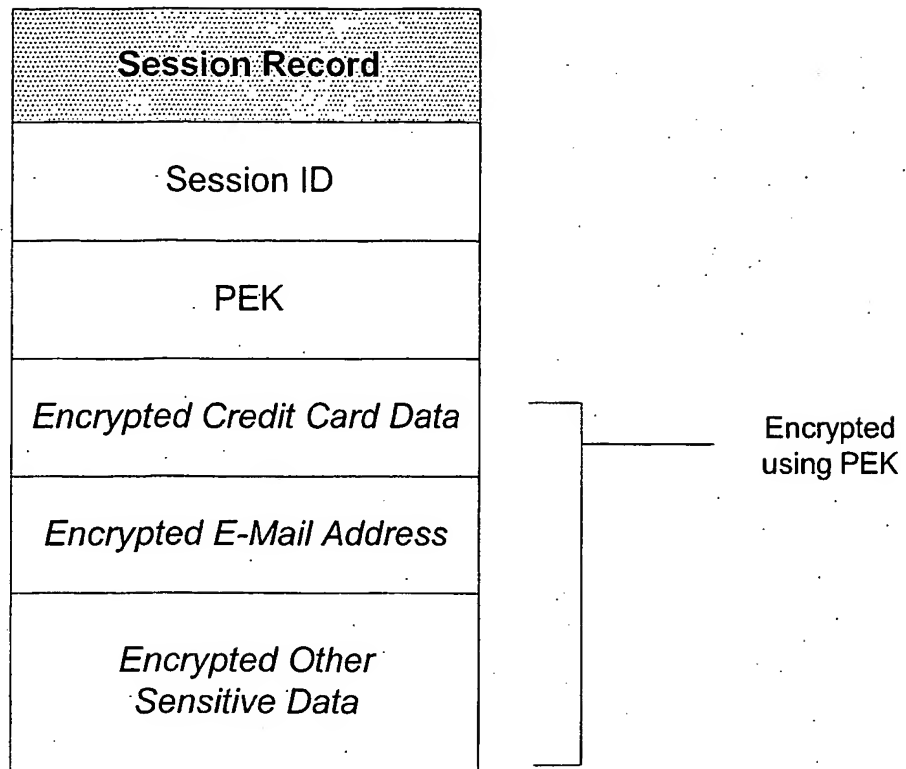 Session Record
Session ID
PEK
Encrypted Credit Card Data
Encrypted E-Mail Address
Encrypted Other
Sensitive Data
Encrypted
using PEK